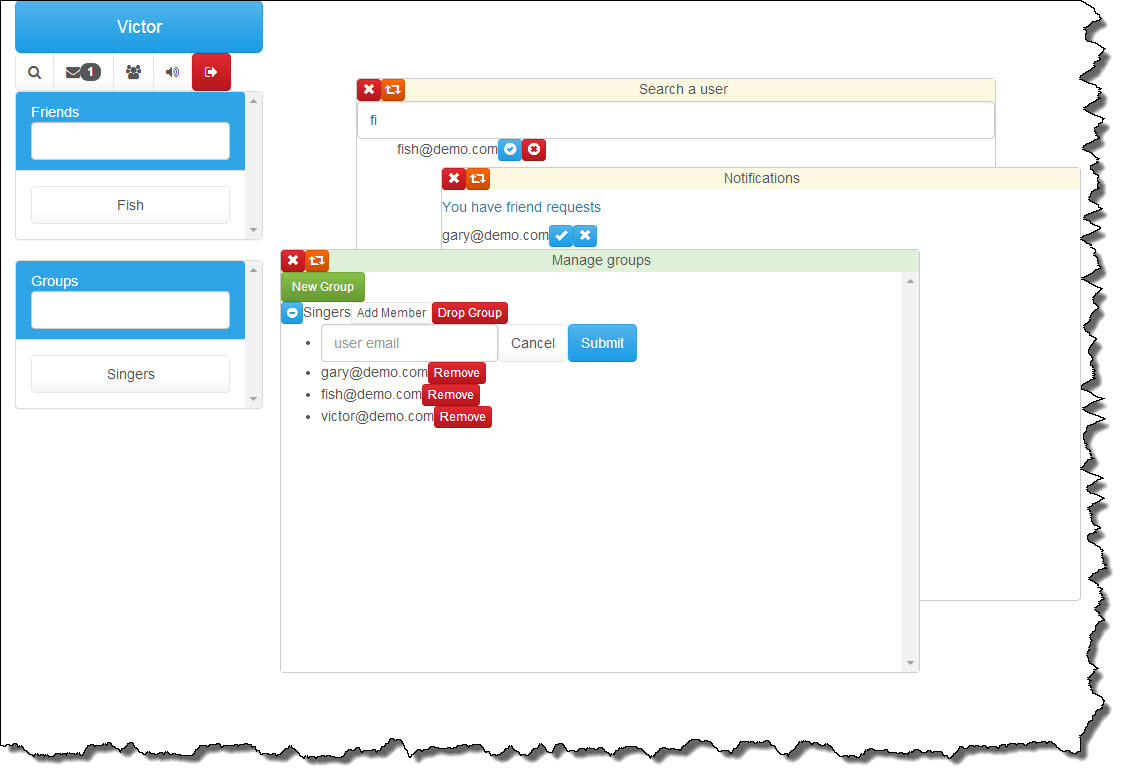 Victor
1
Friends
Fish
Groups
Singers
Search a user
fi
fish@demo.com
Notifications
You have friend requests
gary@demo.com
Manage groups
New Group
Singers Add Member Drop Group
user email Cancel Submit
gary@demo.com Remove
fish@demo.com Remove
victor@demo.com Remove